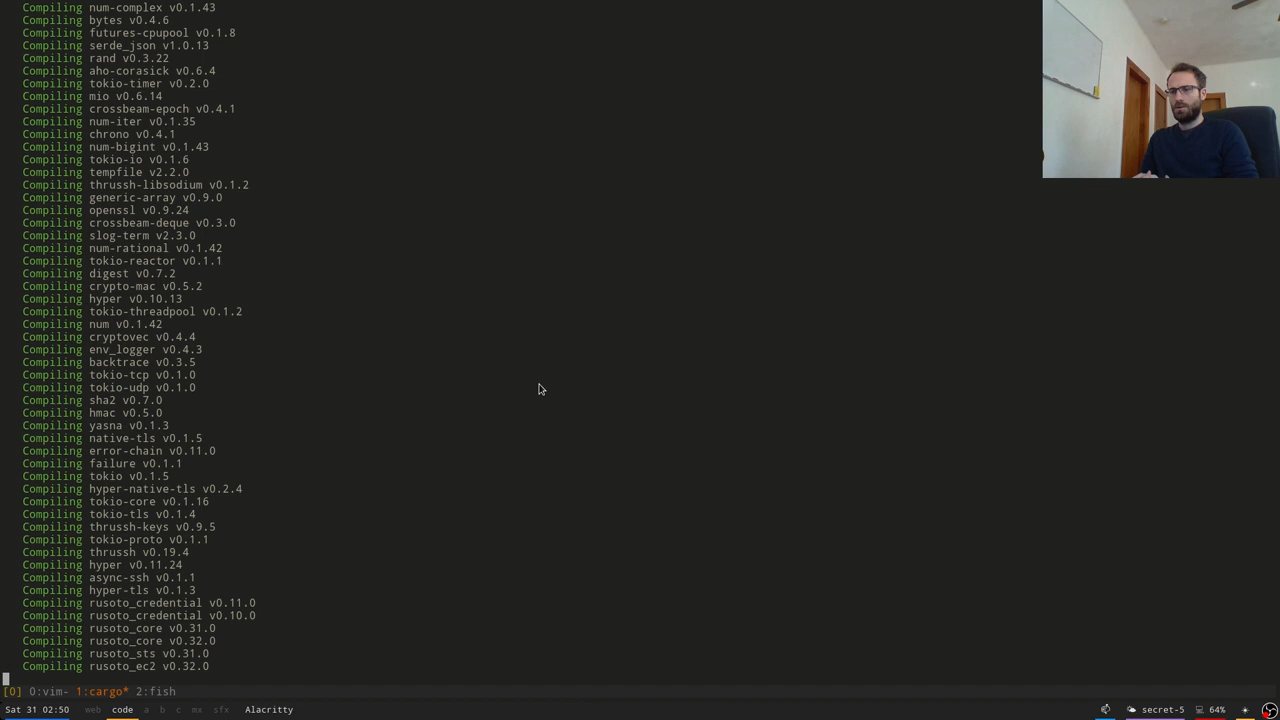 Compiling num-complex v0.1.43
Compiling bytes v0.4.6
Compiling futures-cpupool v0.1.8
Compiling serde_json v1.0.13
Compiling rand v0.3.22
Compiling aho-corasick v0.6.4
Compiling tokio-timer v0.2.0
Compiling mio v0.6.14
Compiling crossbeam-epoch v0.4.1
Compiling num-iter v0.1.35
Compiling chrono v0.4.1
Compiling num-bigint v0.1.43
Compiling tokio-io v0.1.6
Compiling tempfile v2.2.0
Compiling thrussh-libsodium v0.1.2
Compiling generic-array v0.9.0
Compiling openssl v0.9.24
Compiling crossbeam-deque v0.3.0
Compiling slog-term v2.3.0
Compiling num-rational v0.1.42
Compiling tokio-reactor v0.1.1
Compiling digest v0.7.2
Compiling crypto-mac v0.5.2
Compiling hyper v0.10.13
Compiling tokio-threadpool v0.1.2
Compiling num v0.1.42
Compiling cryptovec v0.4.4
Compiling env_logger v0.4.3
Compiling backtrace v0.3.5
Compiling tokio-tcp v0.1.0
Compiling tokio-udp v0.1.0
Compiling sha2 v0.7.0
Compiling hmac v0.5.0
Compiling yasna v0.1.3
Compiling native-tls v0.1.5
Compiling error-chain v0.11.0
Compiling failure v0.1.1
Compiling tokio v0.1.5
Compiling hyper-native-tls v0.2.4
Compiling tokio-core v0.1.16
Compiling tokio-tls v0.1.4
Compiling thrussh-keys v0.9.5
Compiling tokio-proto v0.1.1
Compiling thrussh v0.19.4
Compiling hyper v0.11.24
Compiling async-ssh v0.1.1
Compiling hyper-tls v0.1.3
Compiling rusoto_credential v0.11.0
Compiling rusoto_credential v0.10.0
Compiling rusoto_core v0.31.0
Compiling rusoto_core v0.32.0
Compiling rusoto_sts v0.31.0
Compiling rusoto_ec2 v0.32.0
[0] 0:vim- 1:cargo* 2:fish
Sat 31 02:50 web code a b c mx sfx Alacritty secret-5 64%